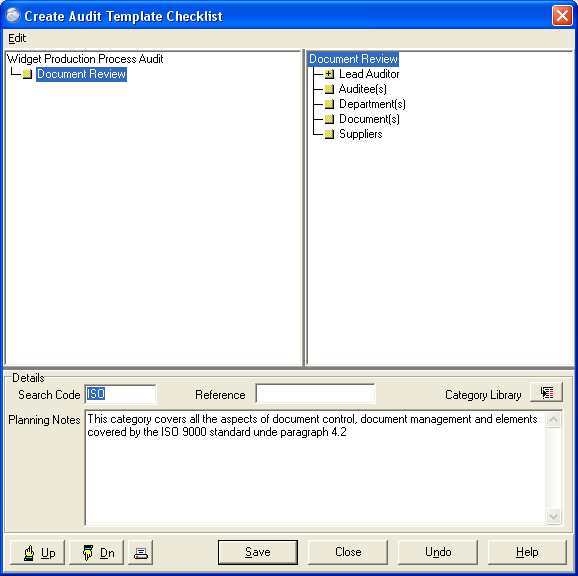 Create Audit Template Checklist
Edit
Widget Production Process Audit
Document Review
Document Review
Lead Auditor
Auditee(s)
Department(s)
Document(s)
Suppliers
Details
Search Code ISO Reference Category Library
Planning Notes
This category covers all the aspects of document control, document management and elements
covered by the ISO 9000 standard unde paragraph 4.2
Up Dn Save Close Undo Help